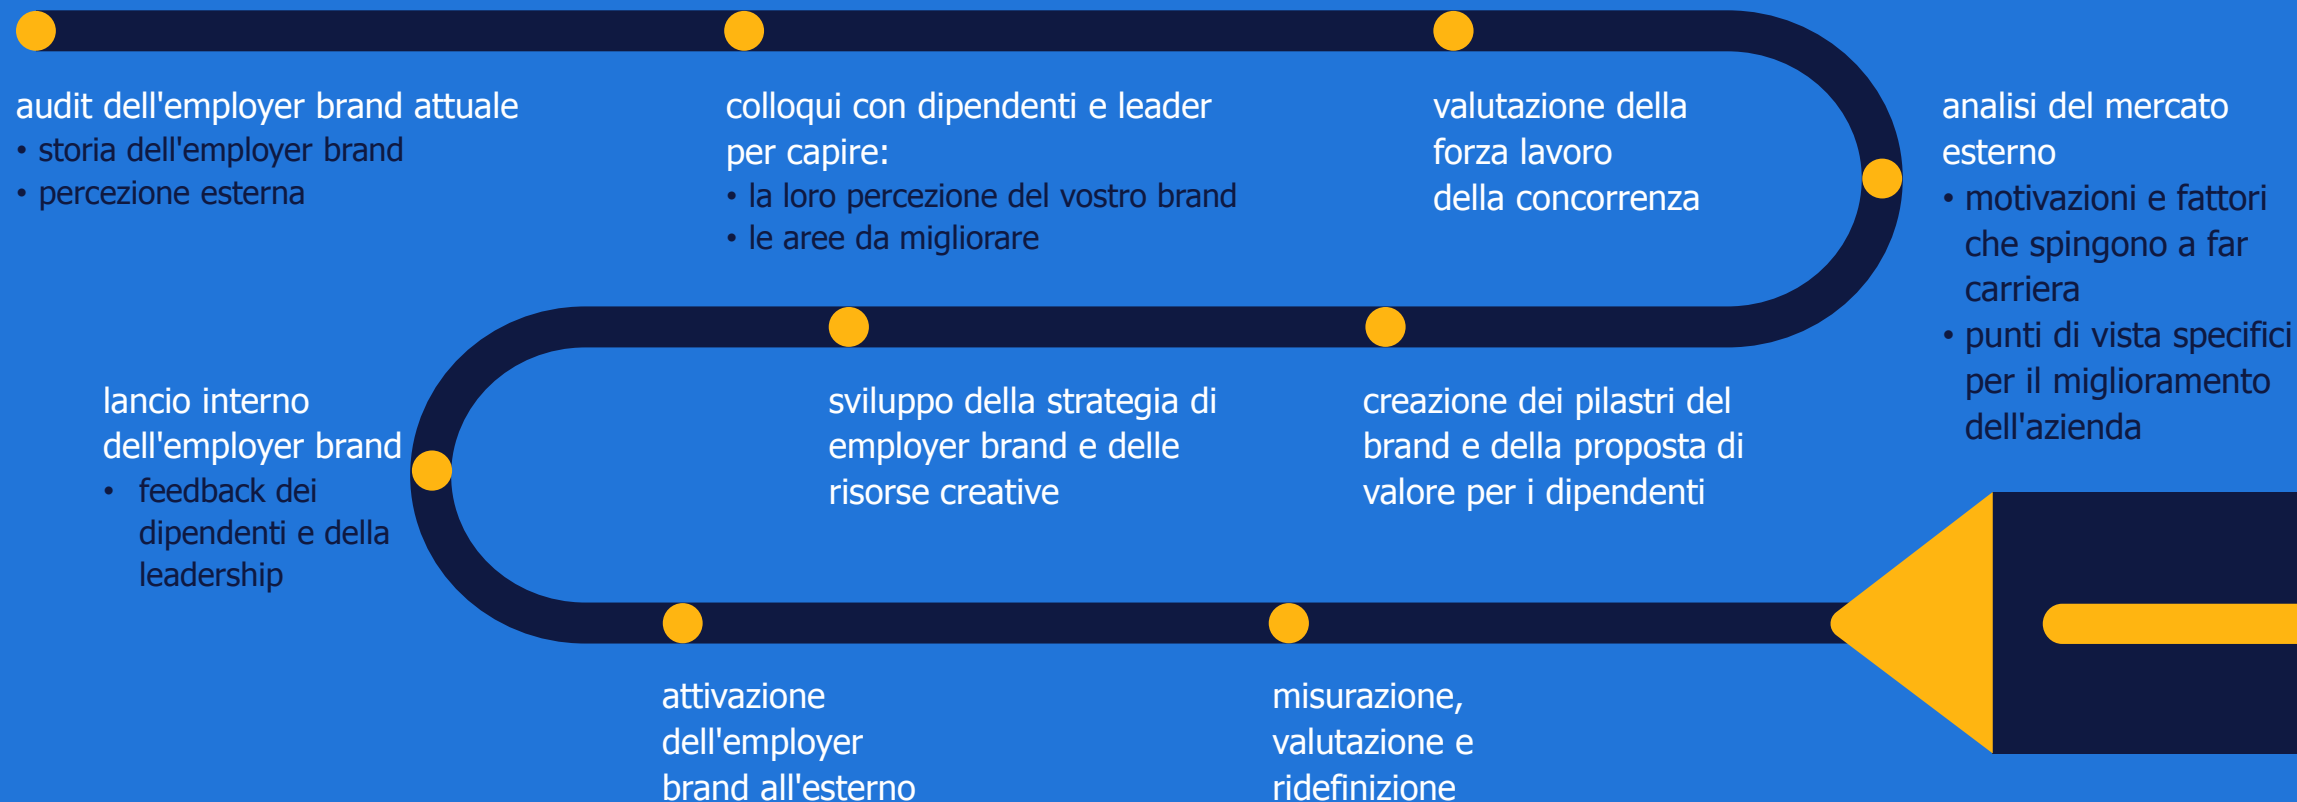 audit dell'employer brand attuale
• storia dell'employer brand
• percezione esterna
colloqui con dipendenti e leader
per capire:
• la loro percezione del vostro brand
• le aree da migliorare
valutazione della
forza lavoro
della concorrenza
analisi del mercato
esterno
• motivazioni e fattori
che spingono a far
carriera
• punti di vista specifici
per il miglioramento
dell'azienda
creazione dei pilastri del
brand e della proposta di
valore per i dipendenti
sviluppo della strategia di
employer brand e delle
risorse creative
lancio interno
dell'employer brand
• feedback dei
dipendenti e della
leadership
attivazione
dell'employer
brand all'esterno
misurazione,
valutazione e
ridefinizione